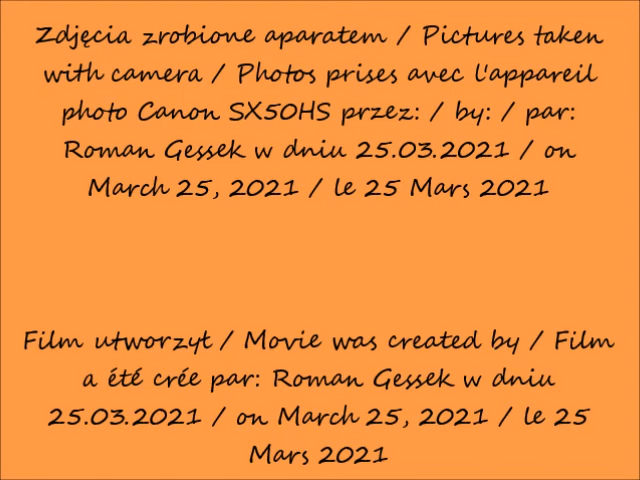 Zdjęcia zrobione aparatem / Pictures taken
with camera / Photos prises avec l'appareil
photo Canon SX50HS przez: / by: / par:
Roman Gessek w dniu 25.03.2021 / on
March 25, 2021 / le 25 Mars 2021
Film utworzył / Movie was created by / Film
a été crée par: Roman Gessek w dniu
25.03.2021 / on March 25, 2021 / le 25
Mars 2021